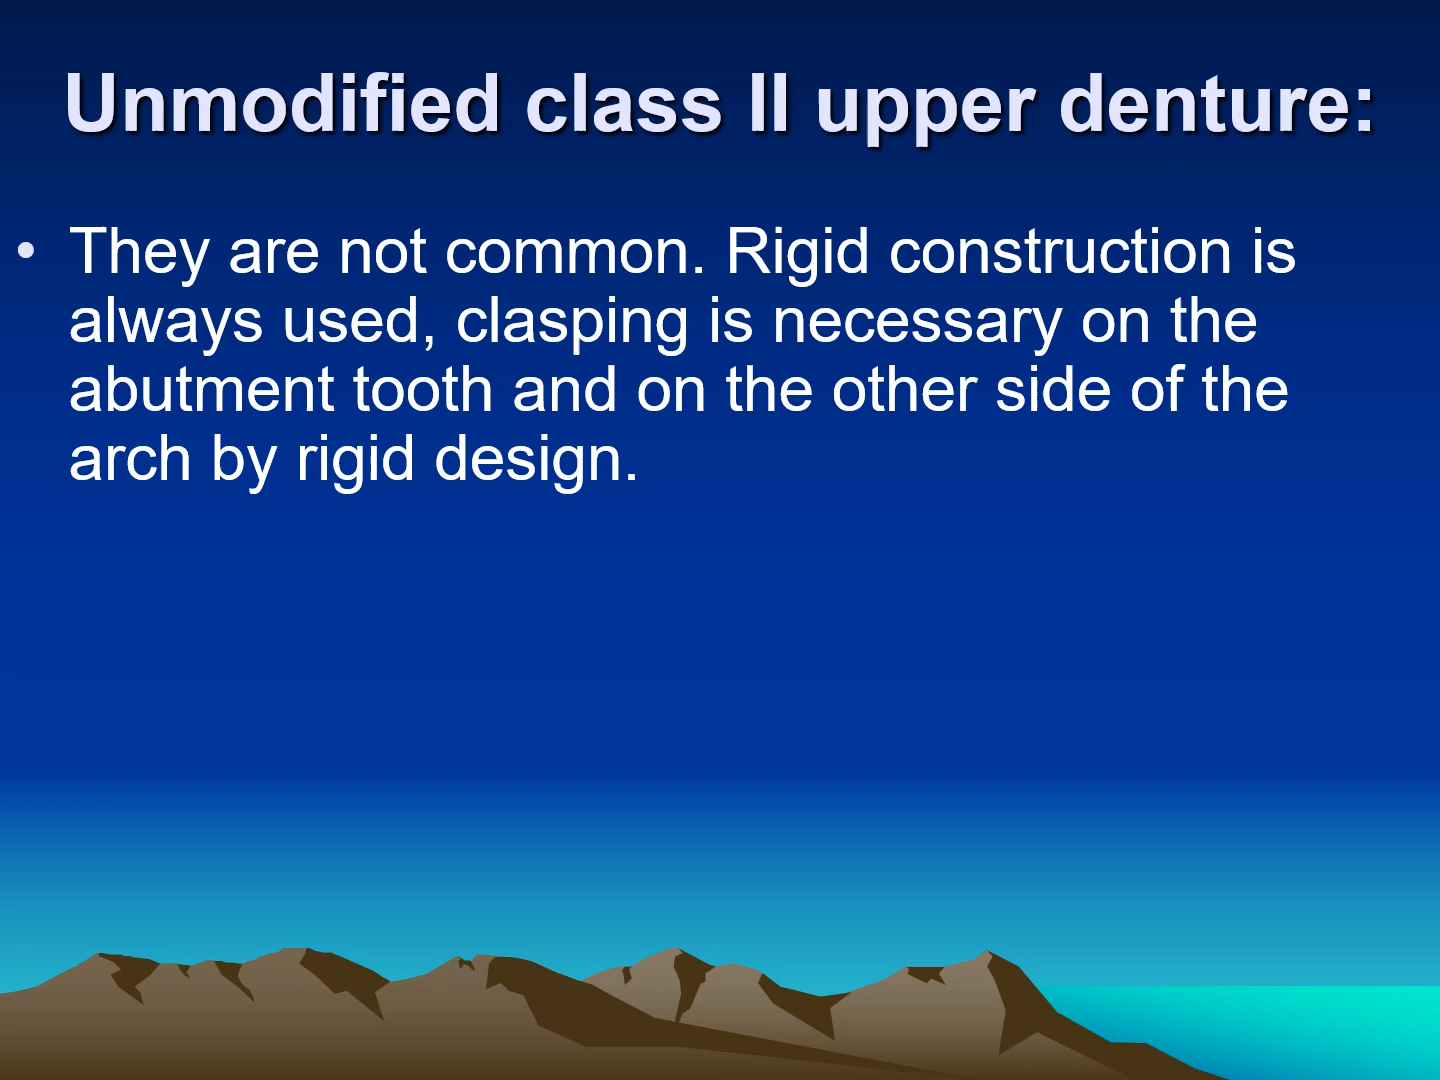 Unmodified class II upper denture:
• They are not common. Rigid construction is
always used, clasping is necessary on the
abutment tooth and on the other side of the
arch by rigid design.